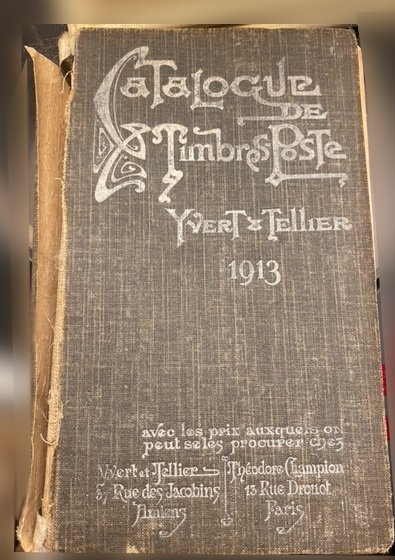 Catalogue
DE
Timbres Poste
Yvert & Tellier
1913
avec les prix auxquels on
peut se les procurer chez
Yvert et Tellier
37 Rue des Jacobins
Amiens
Théodore Champion
13 Rue Drouot
Paris